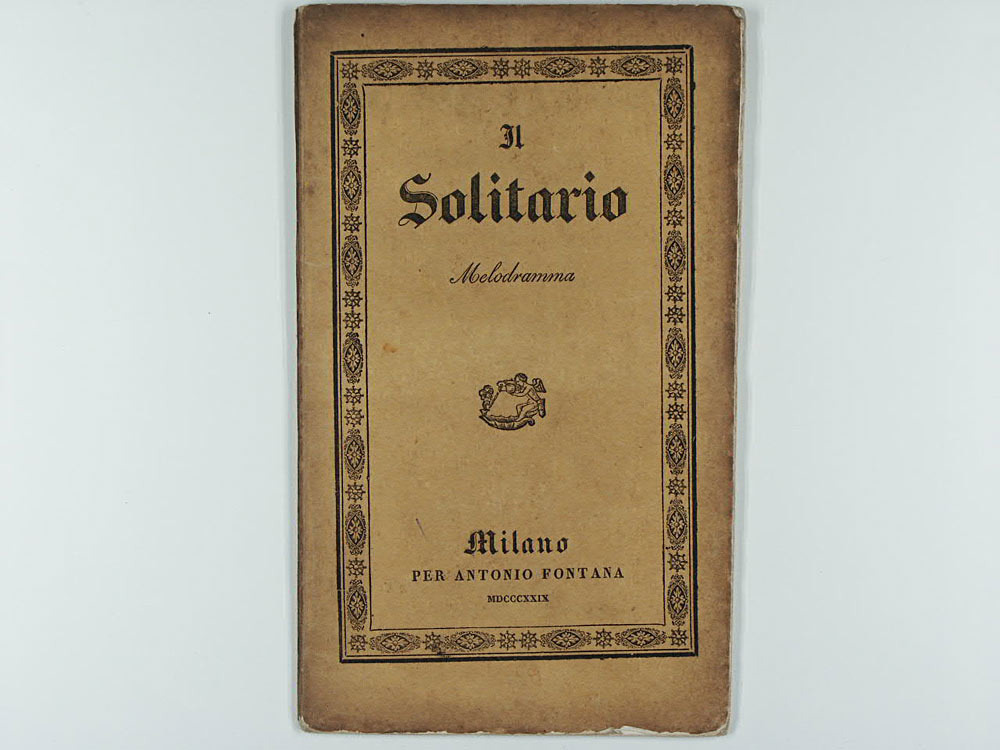 Il
Solitario
Melodramma
Milano
PER ANTONIO FONTANA
MDCCCXXIX